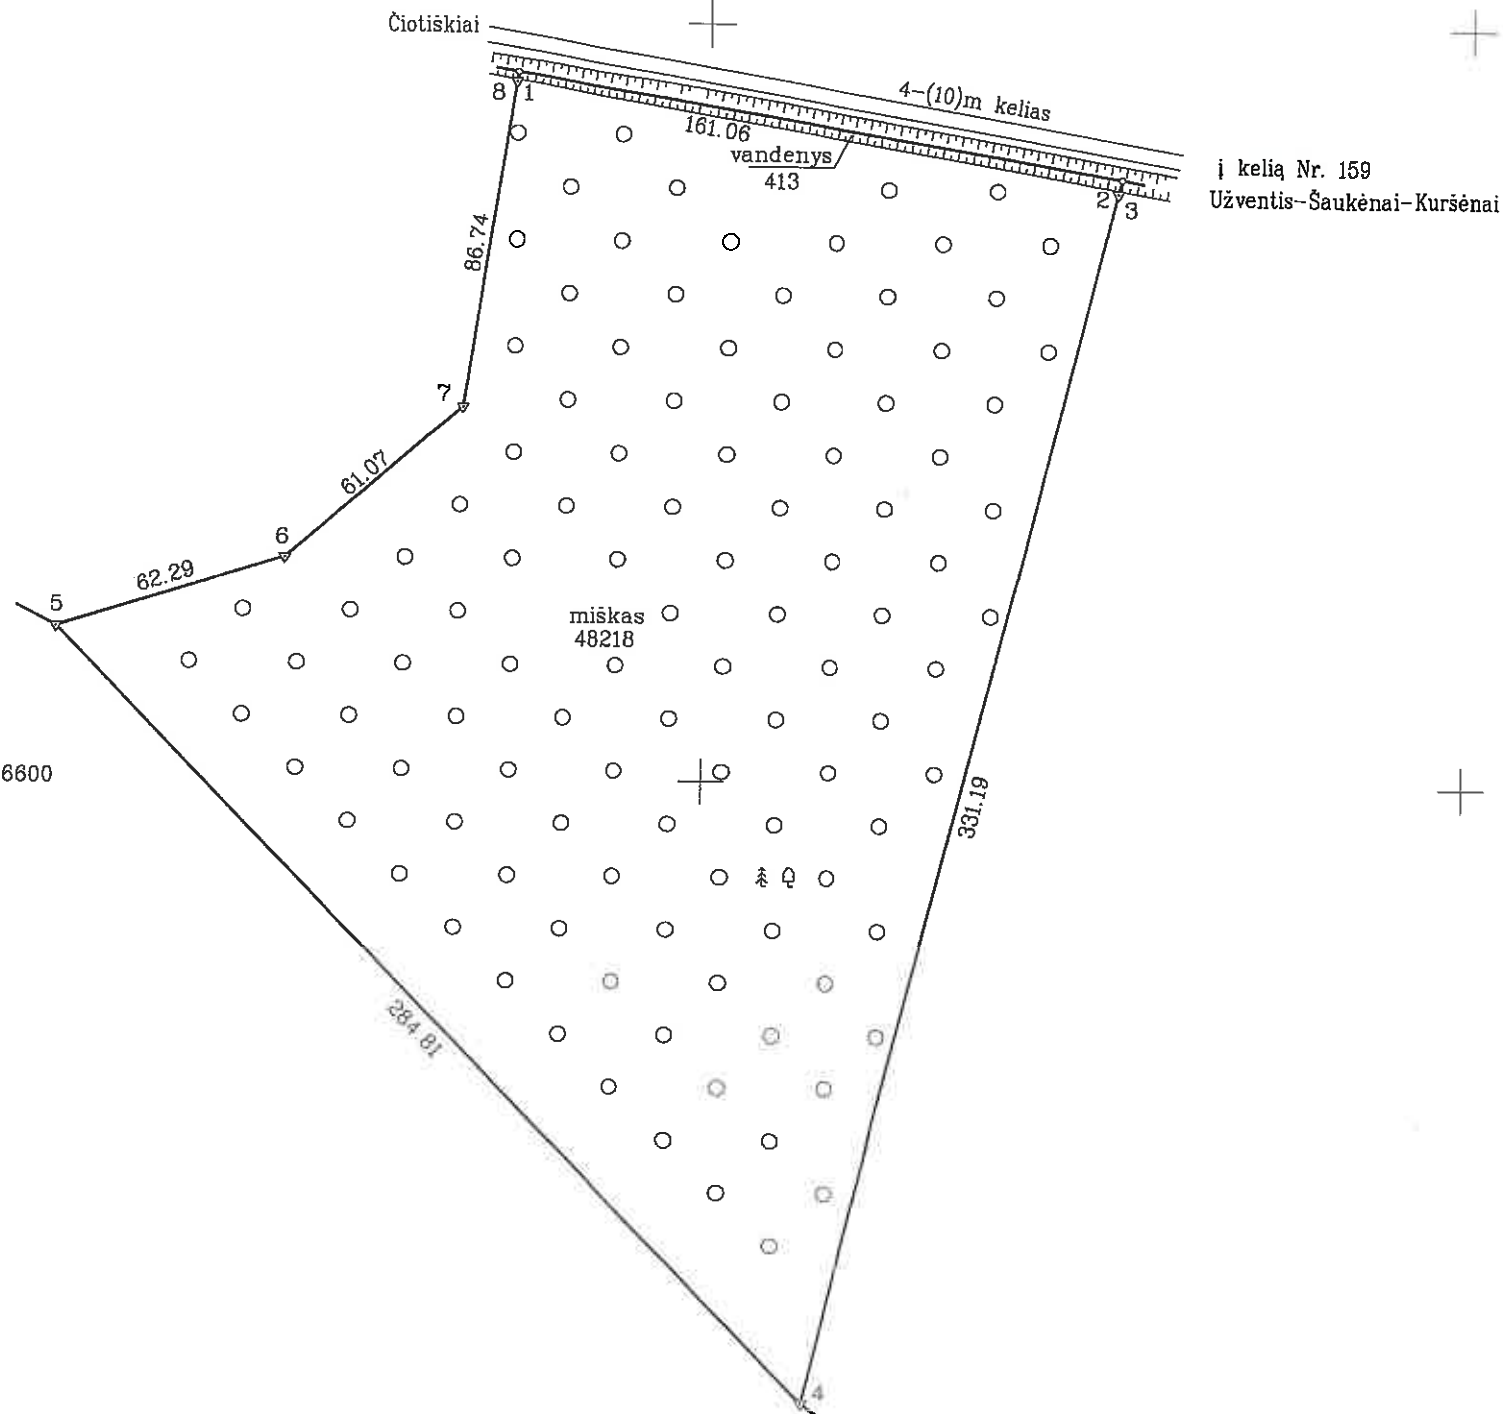 Čiotiškiai
4-(10)m kelias
8 1
161.06
vandenys
413
į kelią Nr. 159
Užventis-Šaukėnai-Kuršėnai
2 3
86.74
7
61.07
6
62.29
5
miškas
48218
6600
331.19
284.81
4